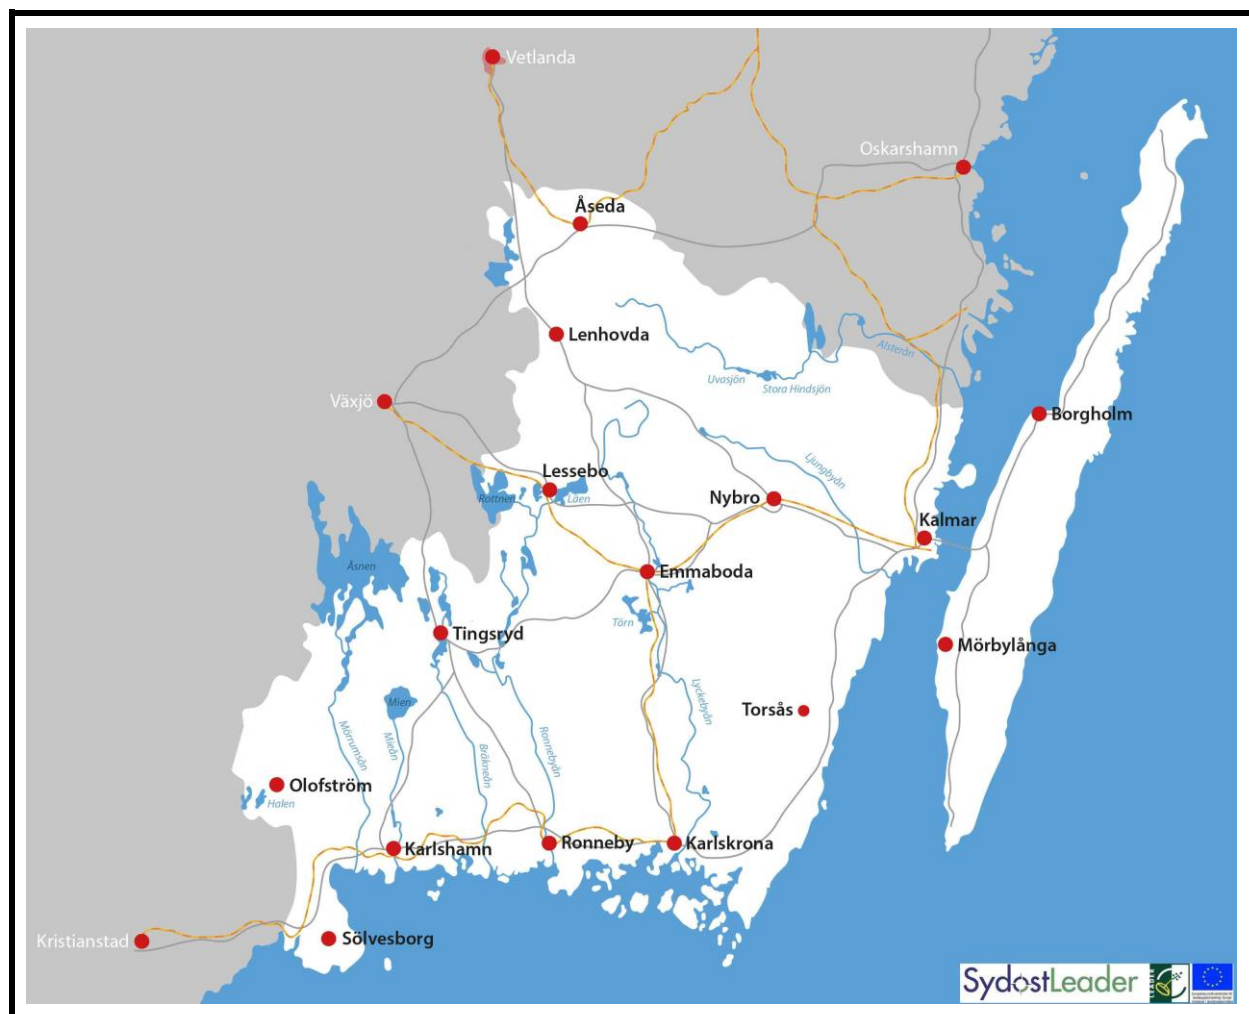 Vetlanda
Oskarshamn
Åseda
Lenhovda
Alsterån
Uvasjön
Stora Hindsjön
Växjö
Borgholm
Ljungbyån
Lessebo
Rottnen
Läen
Nybro
Kalmar
Åsnen
Emmaboda
Törn
Tingsryd
Mörbylånga
Mien
Lyckebyån
Torsås
Mörrumsån
Mieån
Bräkneån
Ronnebyån
Olofström
Halen
Karlshamn
Ronneby
Karlskrona
Kristianstad
Sölvesborg
SydostLeader
LEADER